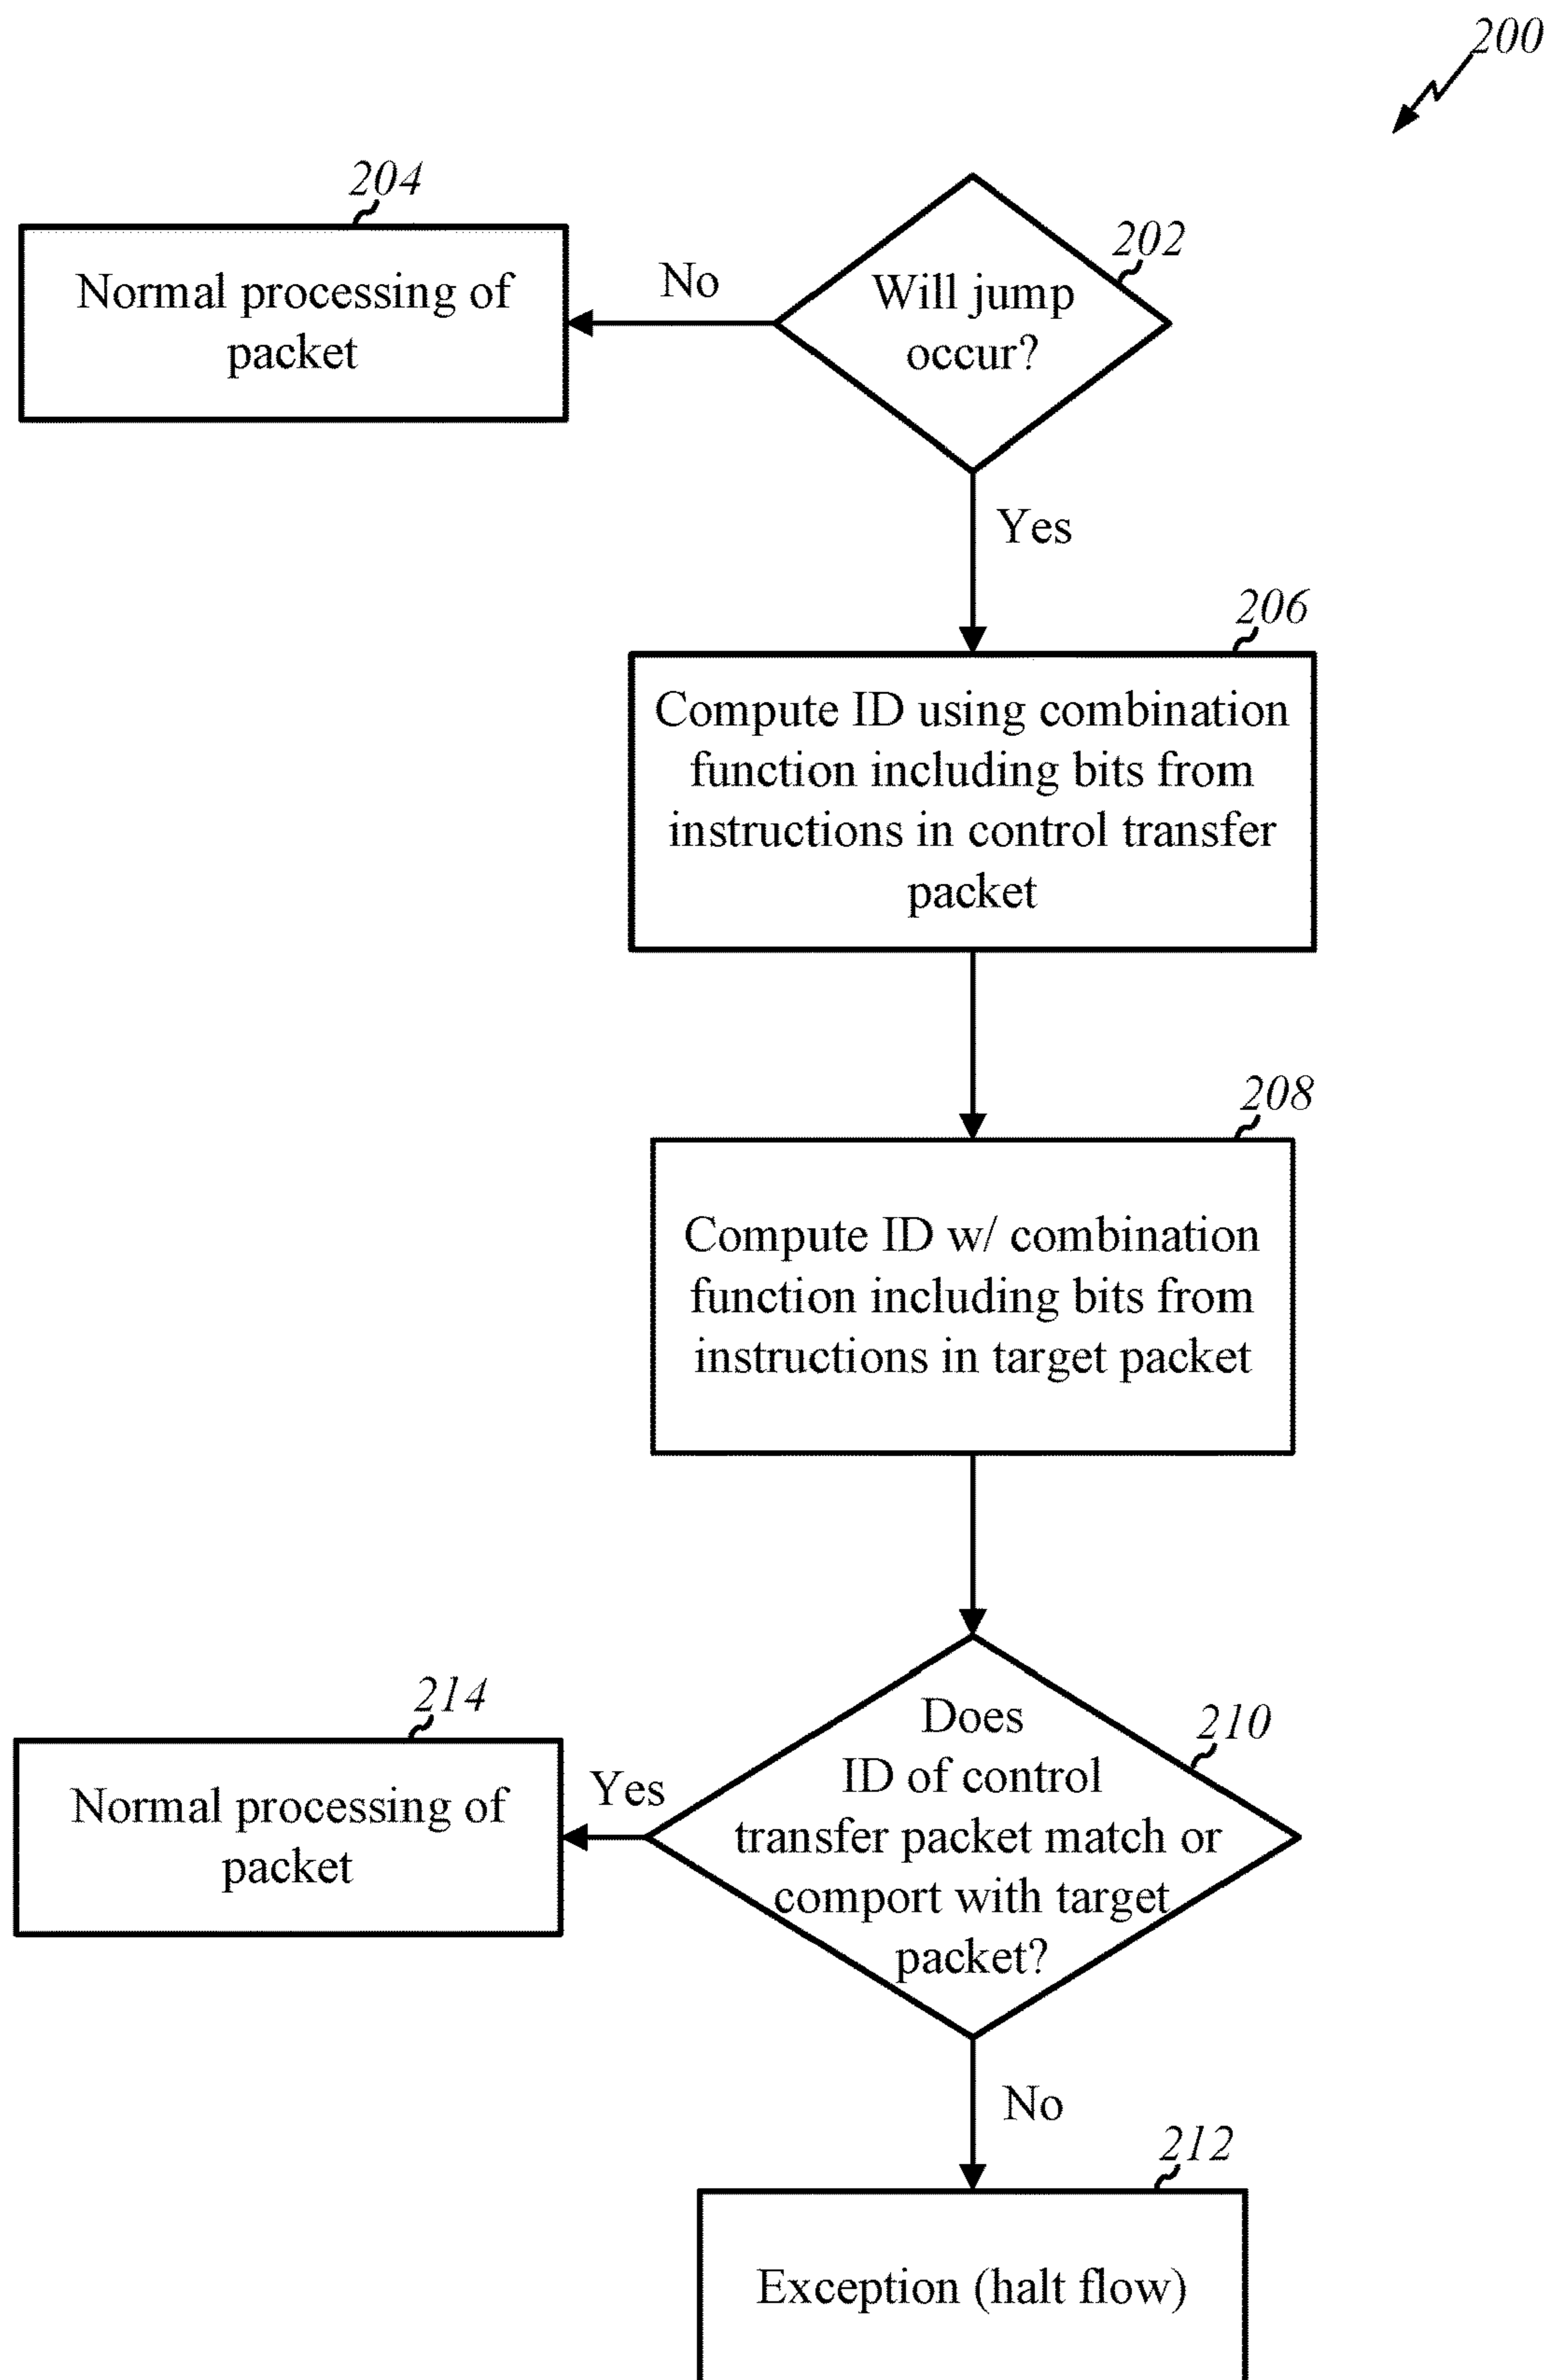 200
204
202
Normal processing of
packet
No
Will jump
occur?
Yes
206
Compute ID using combination
function including bits from
instructions in control transfer
packet
208
Compute ID w/ combination
function including bits from
instructions in target packet
214
210
Normal processing of
packet
Yes
Does
ID of control
transfer packet match or
comport with target
packet?
No
212
Exception (halt flow)